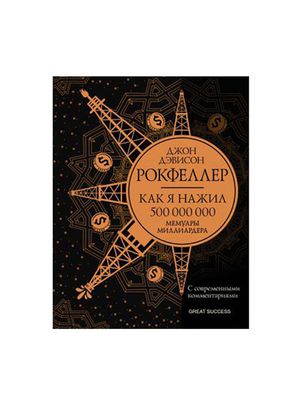 ДЖОН
ДЭВИСОН
РОКФЕЛЛЕР
КАК Я НАЖИЛ
500 000 000
МЕМУАРЫ
МИЛЛИАРДЕРА
С современными
комментариями
GREAT SUCCESS